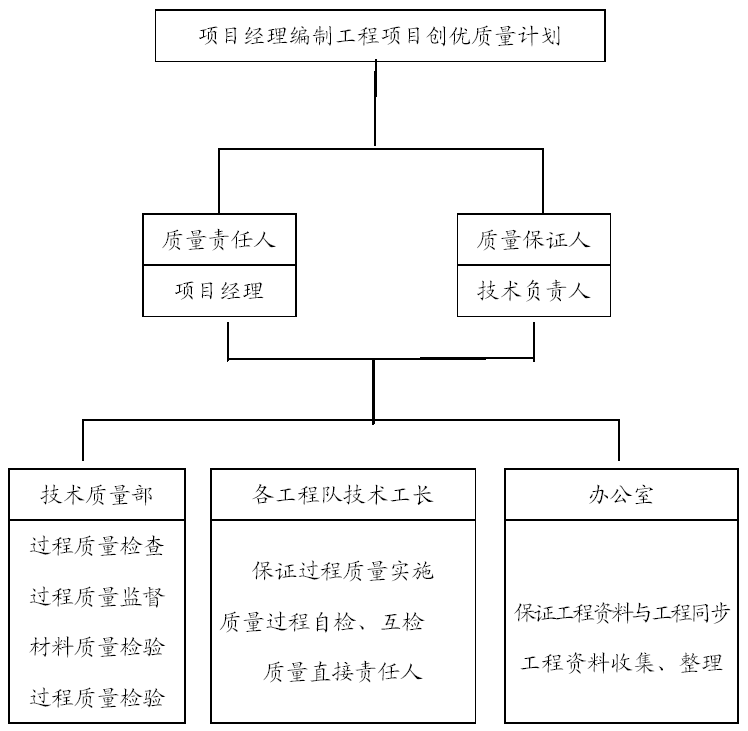 项目经理编制工程项目创优质量计划
质量责任人
项目经理
质量保证人
技术负责人
技术质量部
过程质量检查
过程质量监督
材料质量检验
过程质量检验
各工程队技术工长
保证过程质量实施
质量过程自检、互检
质量直接责任人
办公室
保证工程资料与工程同步
工程资料收集、整理